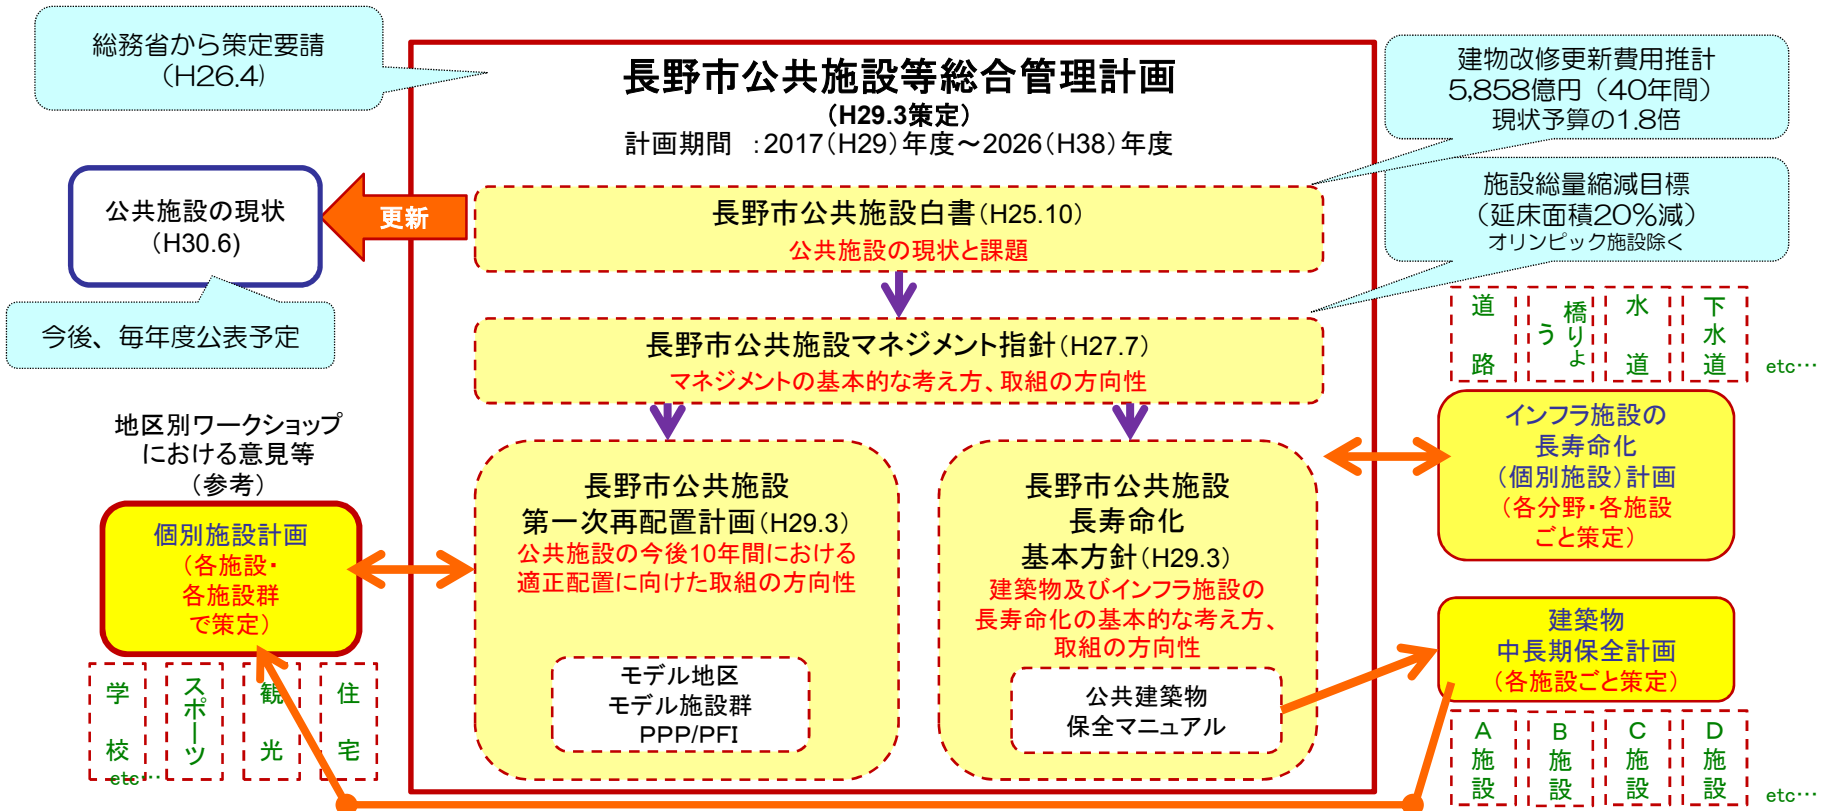 総務省から策定要請
（H26.4）
長野市公共施設等総合管理計画
（H29.3策定）
計画期間 ：2017（H29）年度～2026（H38）年度
建物改修更新費用推計
5,858億円（40年間）
現状予算の1.8倍
施設総量縮減目標
（延床面積20％減）
オリンピック施設除く
公共施設の現状
（H30.6）
更新
長野市公共施設白書（H25.10）
公共施設の現状と課題
今後、毎年度公表予定
長野市公共施設マネジメント指針（H27.7）
マネジメントの基本的な考え方、取組の方向性
道路
橋りょう
水道
下水道
etc…
地区別ワークショップ
における意見等
（参考）
個別施設計画
（各施設・
各施設群
で策定）
学校
スポーツ
観光
住宅
etc…
長野市公共施設
第一次再配置計画（H29.3）
公共施設の今後10年間における
適正配置に向けた取組の方向性
モデル地区
モデル施設群
PPP/PFI
長野市公共施設
長寿命化
基本方針（H29.3）
建築物及びインフラ施設の
長寿命化の基本的な考え方、
取組の方向性
公共建築物
保全マニュアル
インフラ施設の
長寿命化
（個別施設）計画
（各分野・各施設
ごと策定）
建築物
中長期保全計画
（各施設ごと策定）
A施設
B施設
C施設
D施設
etc…